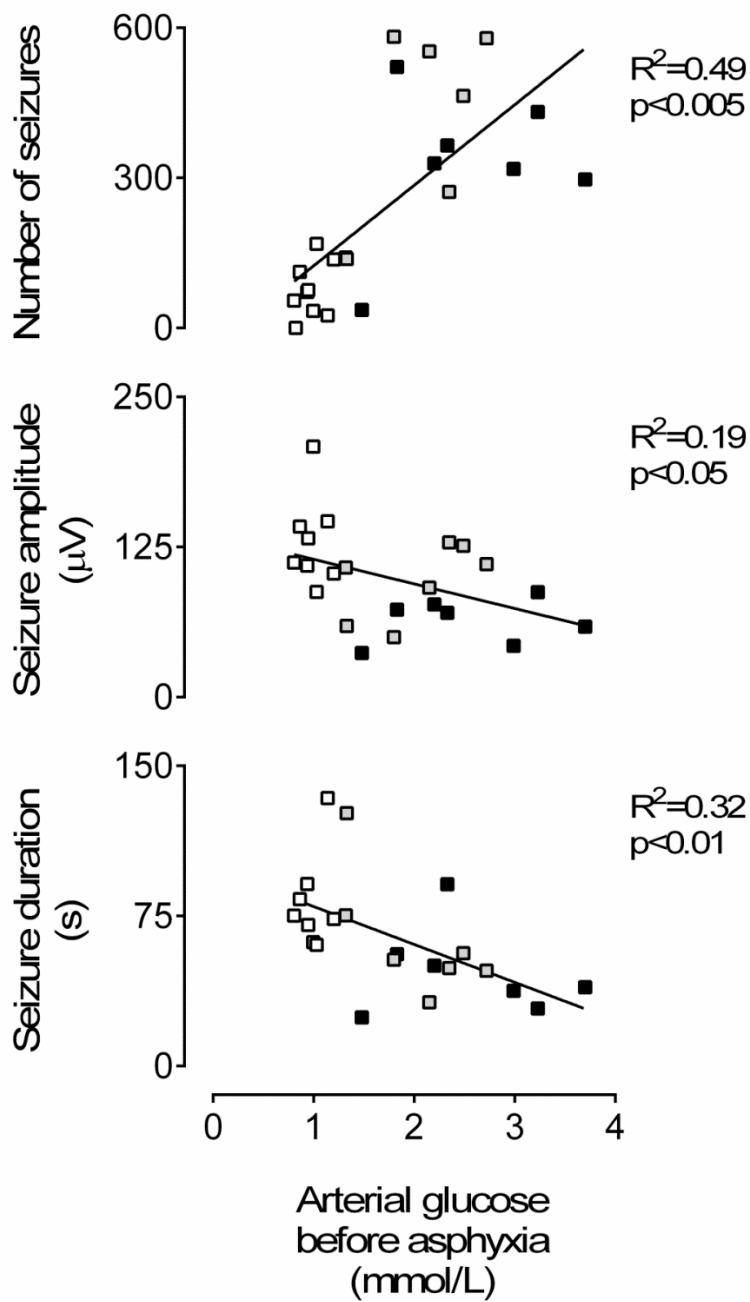 Number of seizures
600
300
0
R²=0.49
p<0.005
Seizure amplitude
(μV)
250
125
0
R²=0.19
p<0.05
Seizure duration
(s)
150
75
0
R²=0.32
p<0.01
0 1 2 3 4
Arterial glucose
before asphyxia
(mmol/L)